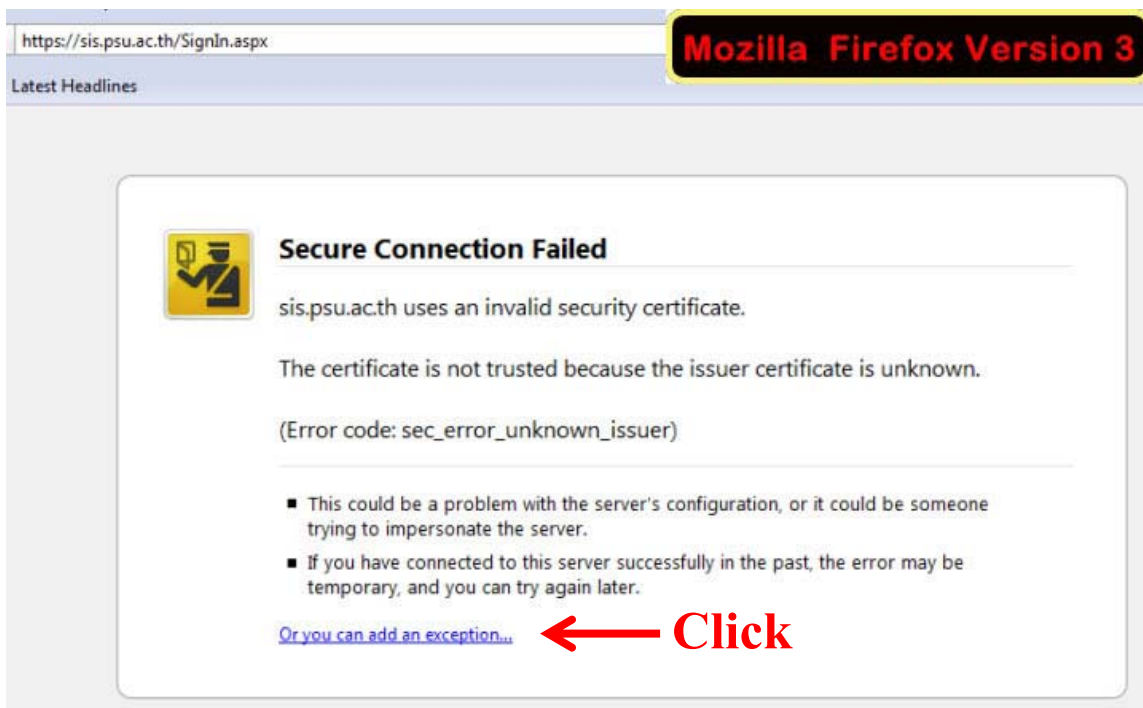 https://sis.psu.ac.th/SignIn.aspx
Mozilla Firefox Version 3
Latest Headlines
Secure Connection Failed
sis.psu.ac.th uses an invalid security certificate.
The certificate is not trusted because the issuer certificate is unknown.
(Error code: sec_error_unknown_issuer)
▪ This could be a problem with the server's configuration, or it could be someone
trying to impersonate the server.
▪ If you have connected to this server successfully in the past, the error may be
temporary, and you can try again later.
Or you can add an exception...
Click